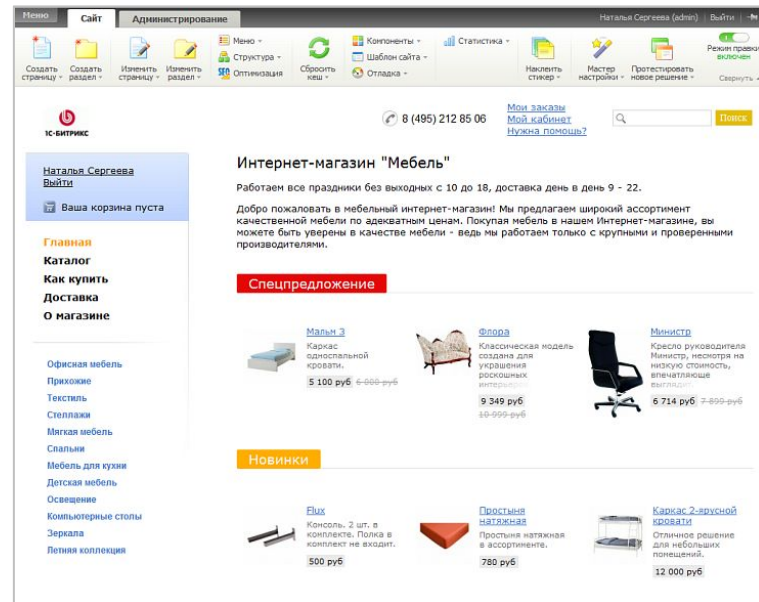 Меню
Сайт
Администрирование
Наталья Сергеева (admin)
Выйти
Создать страницу
Создать раздел
Изменить страницу
Изменить раздел
Меню
Структура
SEO Оптимизация
Сбросить кеш
Компоненты
Шаблон сайта
Отладка
Статистика
Наклеить стикер
Мастер настройки
Протестировать новое решение
Режим правки
включен
Свернуть
1С-БИТРИКС
8 (495) 212 85 06
Мои заказы
Мой кабинет
Нужна помощь?
Поиск
Наталья Сергеева
Выйти
Ваша корзина пуста
Главная
Каталог
Как купить
Доставка
О магазине
Офисная мебель
Прихожие
Текстиль
Стеллажи
Мягкая мебель
Спальни
Мебель для кухни
Детская мебель
Освещение
Компьютерные столы
Зеркала
Летняя коллекция
Интернет-магазин "Мебель"
Работаем все праздники без выходных с 10 до 18, доставка день в день 9 - 22.
Добро пожаловать в мебельный интернет-магазин! Мы предлагаем широкий ассортимент
качественной мебели по адекватным ценам. Покупая мебель в нашем Интернет-магазине, вы
можете быть уверены в качестве мебели - ведь мы работаем только с крупными и проверенными
производителями.
Спецпредложение
Мальм 3
Каркас
односпальной
кровати.
5 100 руб 6 000 руб
Флора
Классическая модель
создана для
украшения
роскошных
интерьеров
9 349 руб
10 999 руб
Министр
Кресло руководителя
Министр, несмотря на
низкую стоимость,
впечатляюще
выглядит
6 714 руб 7 899 руб
Новинки
Flux
Консоль. 2 шт. в
комплекте. Полка в
комплект не входит.
500 руб
Простыня
натяжная
Простыня натяжная
в ассортименте.
780 руб
Каркас 2-ярусной
кровати
Отличное решение
для небольших
помещений.
12 000 руб